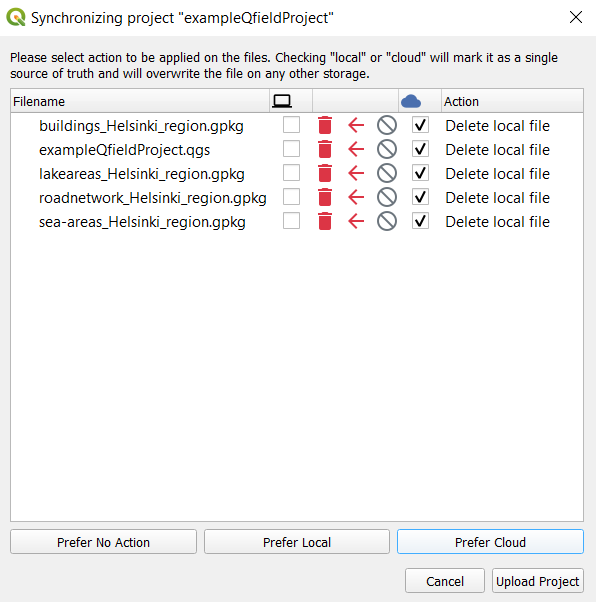 Synchronizing project "exampleQfieldProject"
Please select action to be applied on the files. Checking "local" or "cloud" will mark it as a single
source of truth and will overwrite the file on any other storage.
Filename Action
buildings_Helsinki_region.gpkg Delete local file
exampleQfieldProject.qgs Delete local file
lakeareas_Helsinki_region.gpkg Delete local file
roadnetwork_Helsinki_region.gpkg Delete local file
sea-areas_Helsinki_region.gpkg Delete local file
Prefer No Action Prefer Local Prefer Cloud
Cancel Upload Project